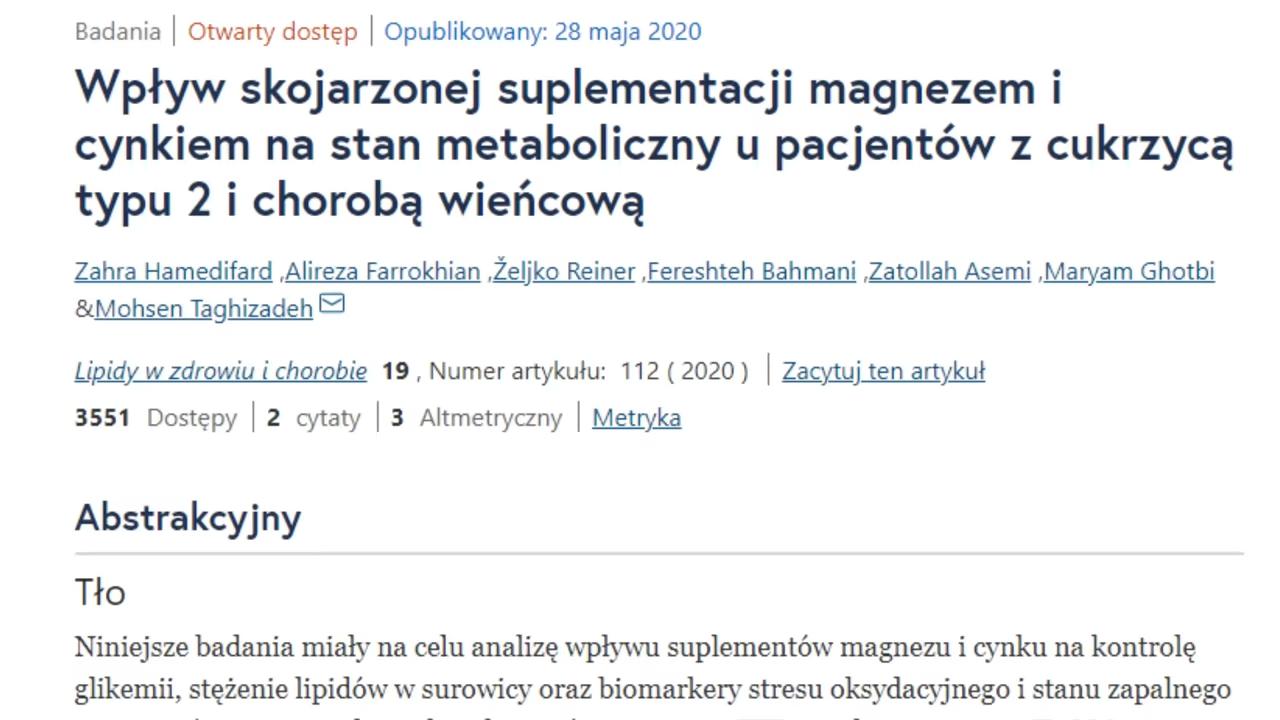 Badania | Otwarty dostęp | Opublikowany: 28 maja 2020
Wpływ skojarzonej suplementacji magnezem i
cynkiem na stan metaboliczny u pacjentów z cukrzycą
typu 2 i chorobą wieńcową
Zahra Hamedifard ,Alireza Farrokhian ,Željko Reiner ,Fereshteh Bahmani ,Zatollah Asemi ,Maryam Ghotbi
&Mohsen Taghizadeh
Lipidy w zdrowiu i chorobie 19 , Numer artykułu: 112 ( 2020 ) | Zacytuj ten artykuł
3551 Dostępy | 2 cytaty | 3 Altmetryczny | Metryka
Abstrakcyjny
Tło
Niniejsze badania miały na celu analizę wpływu suplementów magnezu i cynku na kontrolę
glikemii, stężenie lipidów w surowicy oraz biomarkery stresu oksydacyjnego i stanu zapalnego